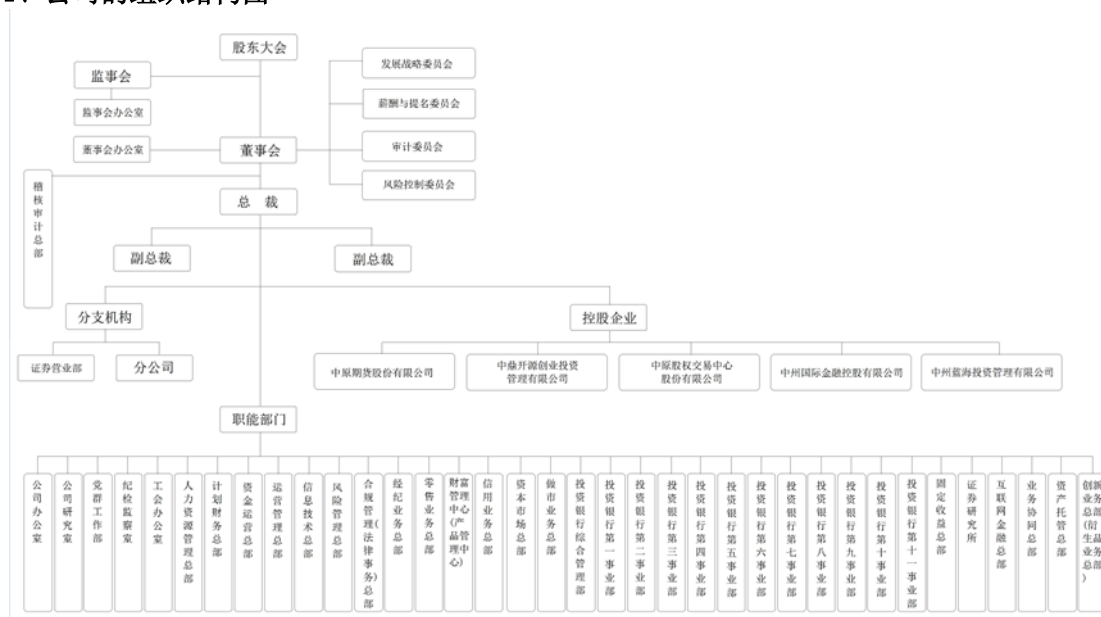 股东大会
监事会
发展战略委员会
薪酬与提名委员会
监事会办公室
董事会办公室
董事会
审计委员会
风险控制委员会
稽核审计总部
总 裁
副总裁
副总裁
分支机构
控股企业
证券营业部
分公司
中原期货股份有限公司
中鼎开源创业投资
管理有限公司
中原股权交易中心
股份有限公司
中州国际金融控股有限公司
中州蓝海投资管理有限公司
职能部门
公司办公室
公司研究室
党群工作部
纪检监察室
工会办公室
人力资源管理总部
计划财务总部
资金运营总部
运营管理总部
信息技术总部
风险管理总部
合规管理(法律事务)总部
经纪业务总部
零售业务总部
财富管理中心(产品管理中心)
信用业务总部
资本市场总部
做市业务总部
投资银行综合管理部
投资银行第一事业部
投资银行第二事业部
投资银行第三事业部
投资银行第四事业部
投资银行第五事业部
投资银行第六事业部
投资银行第七事业部
投资银行第八事业部
投资银行第九事业部
投资银行第十事业部
投资银行第十一事业部
固定收益总部
证券研究所
互联网金融总部
业务协同总部
资产托管总部
创新业务总部(衍生品业务总部)